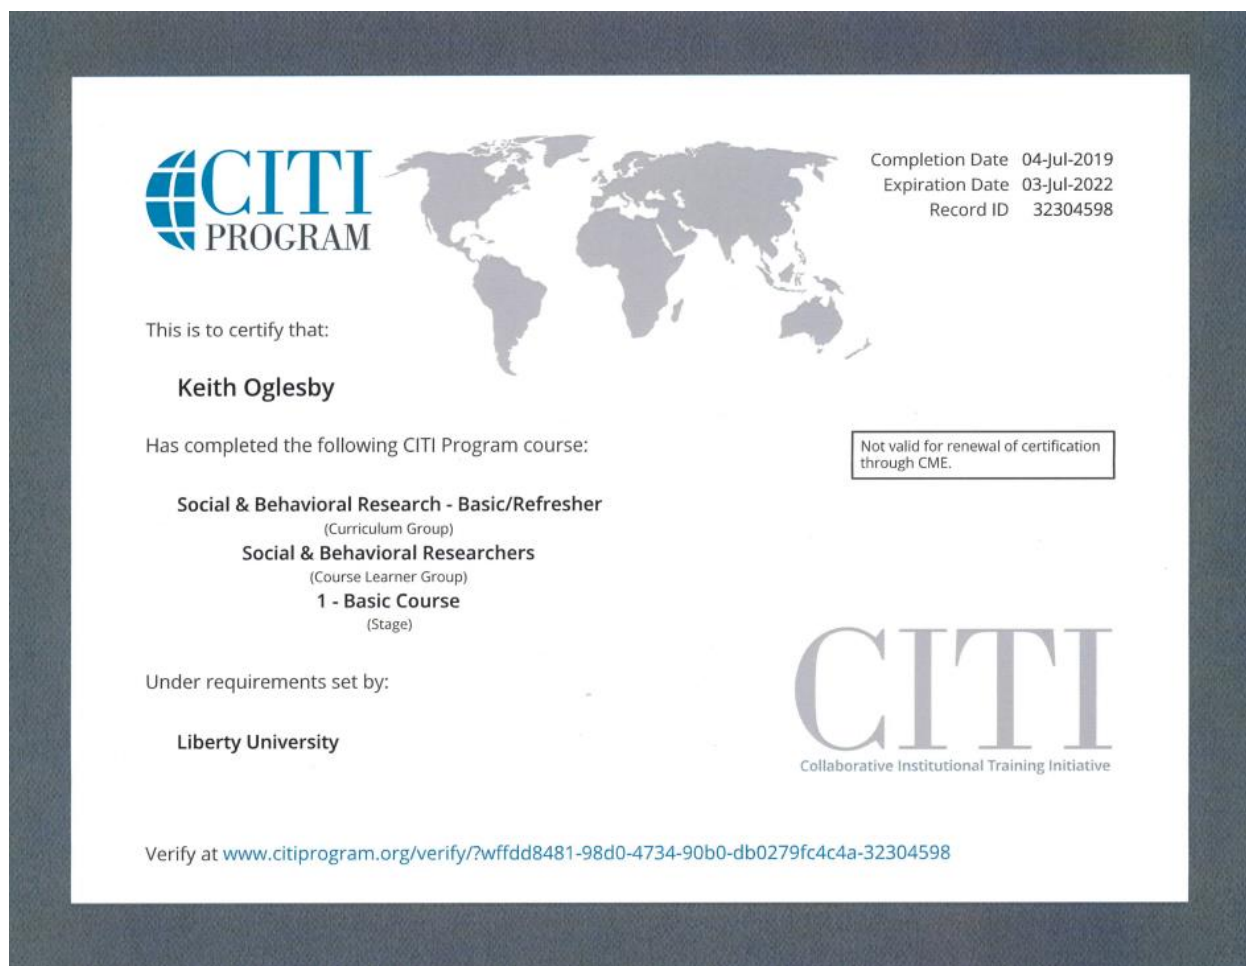 CITI
PROGRAM
Completion Date 04-Jul-2019
Expiration Date 03-Jul-2022
Record ID 32304598
This is to certify that:
Keith Oglesby
Has completed the following CITI Program course:
Not valid for renewal of certification
through CME.
Social & Behavioral Research - Basic/Refresher
(Curriculum Group)
Social & Behavioral Researchers
(Course Learner Group)
1 - Basic Course
(Stage)
Under requirements set by:
Liberty University
CITI
Collaborative Institutional Training Initiative
Verify at www.citiprogram.org/verify/?wffdd8481-98d0-4734-90b0-db0279fc4c4a-32304598